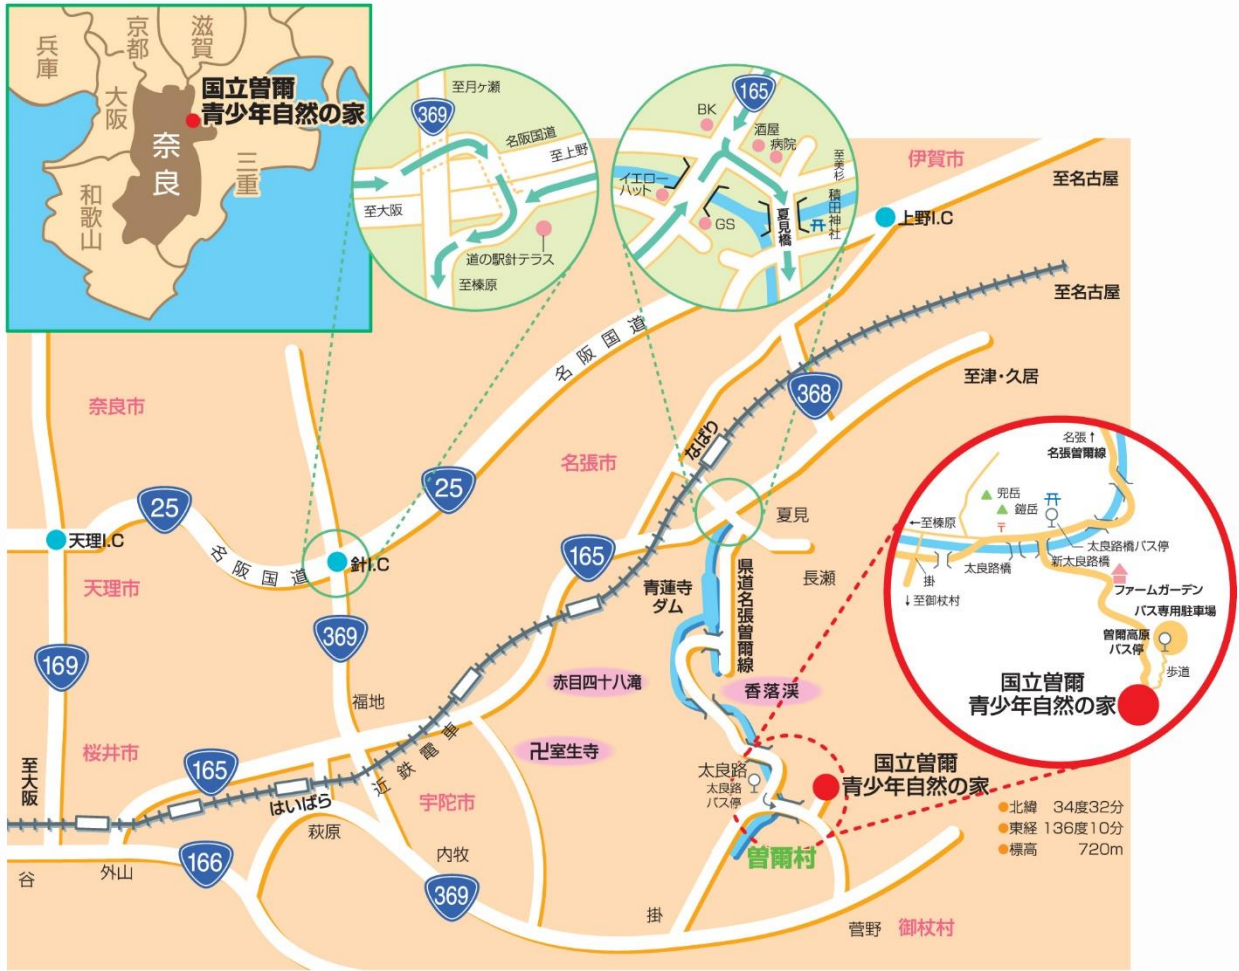 兵庫
京都
滋賀
大阪
奈良
和歌山
三重
国立曽爾
青少年自然の家
369
至月ヶ瀬
名阪国道
至上野
至大阪
道の駅針テラス
至榛原
165
BK
酒屋
病院
至美杉
イエロー
ハット
GS
夏見橋
積田神社
伊賀市
至名古屋
上野I.C
至名古屋
至津・久居
368
名阪国道
奈良市
名張市
なばり
25
25
天理I.C
名阪国道
針I.C
165
夏見
長瀬
天理市
369
青蓮寺
ダム
県道名張曽爾線
169
福地
赤目四十八滝
香落渓
桜井市
165
近鉄電車
卍室生寺
至大阪
はいばら
宇陀市
太良路
太良路
バス停
国立曽爾
青少年自然の家
北緯 34度32分
東経 136度10分
標高 720m
萩原
内牧
曽爾村
谷
外山
166
369
掛
菅野
御杖村
名張↑
名張曽爾線
兜岳
鎧岳
〒
←至榛原
太良路橋バス停
掛
太良路橋
新太良路橋
↓至御杖村
ファームガーデン
バス専用駐車場
曽爾高原
バス停
歩道
国立曽爾
青少年自然の家